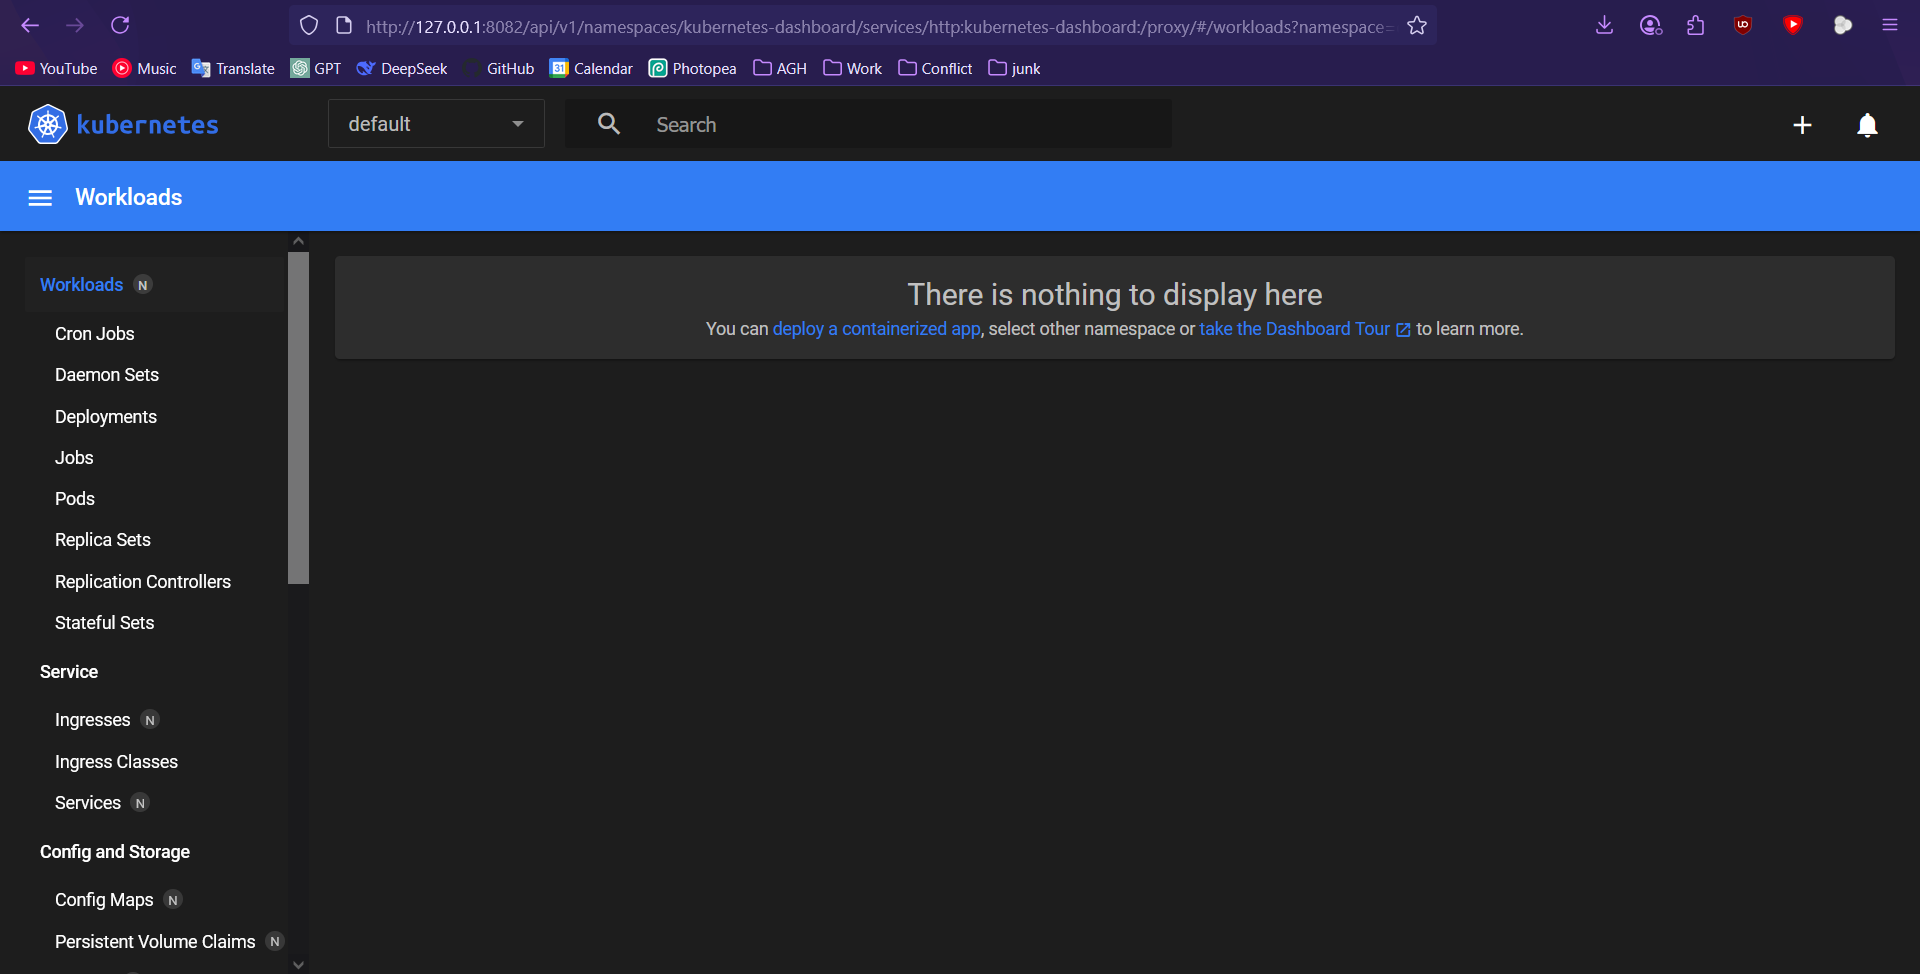 http://127.0.0.1:8082/api/v1/namespaces/kubernetes-dashboard/services/http:kubernetes-dashboard:/proxy/#/workloads?namespace=
YouTube Music Translate GPT DeepSeek GitHub 31 Calendar Photopea AGH Work Conflict junk
kubernetes default Search
Workloads
Workloads N
Cron Jobs
Daemon Sets
Deployments
Jobs
Pods
Replica Sets
Replication Controllers
Stateful Sets
Service
Ingresses N
Ingress Classes
Services N
Config and Storage
Config Maps N
Persistent Volume Claims N
There is nothing to display here
You can deploy a containerized app, select other namespace or take the Dashboard Tour to learn more.